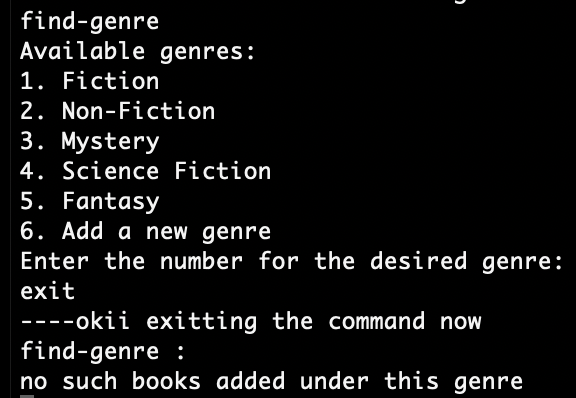 find-genre
Available genres:
1. Fiction
2. Non-Fiction
3. Mystery
4. Science Fiction
5. Fantasy
6. Add a new genre
Enter the number for the desired genre:
exit
----okii exitting the command now
find-genre :
no such books added under this genre